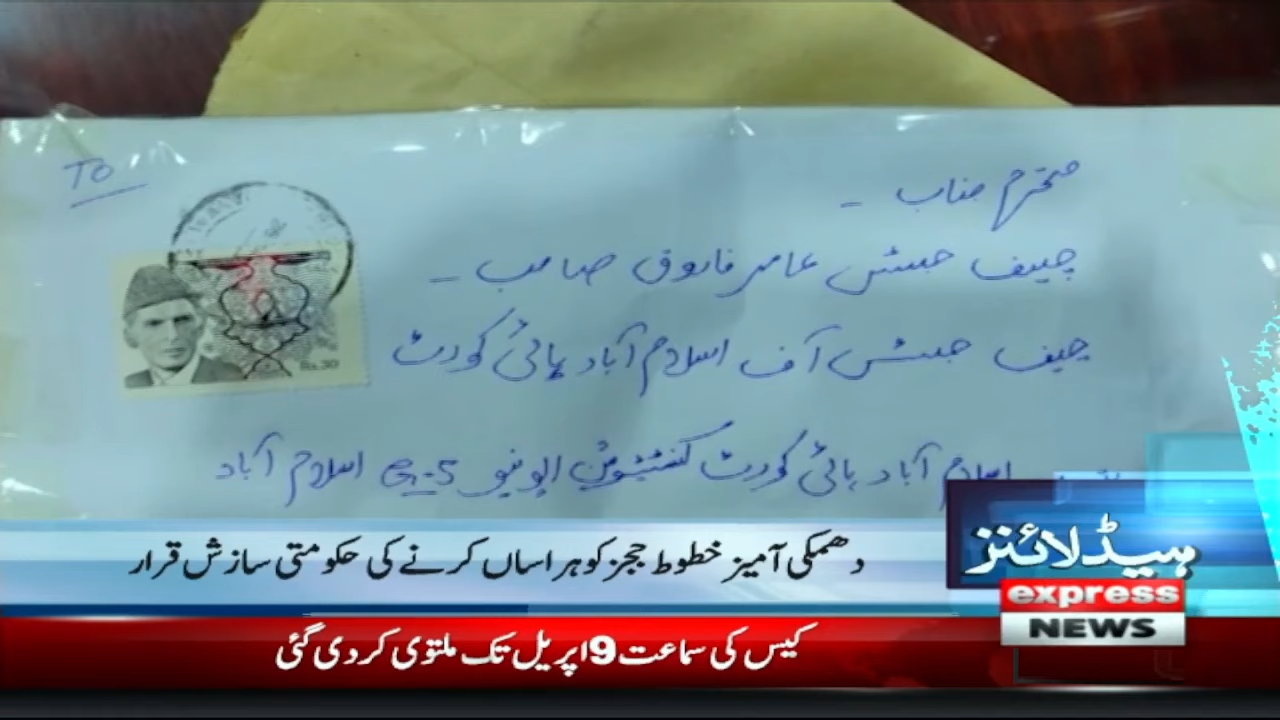 TO
محترم جناب -
چیف جسٹس عامر فاروق صاحب -
چیف جسٹس آف اسلام آباد ہائی کورٹ
اسلام آباد ہائی کورٹ کنسٹیٹیوشن ایونیو G-5 اسلام آباد
Rs.30
دھمکی آمیز خطوط ججز کو ہراساں کرنے کی حکومتی سازش قرار
ہیڈلائنز
express
NEWS
کیس کی سماعت 9 اپریل تک ملتوی کر دی گئی